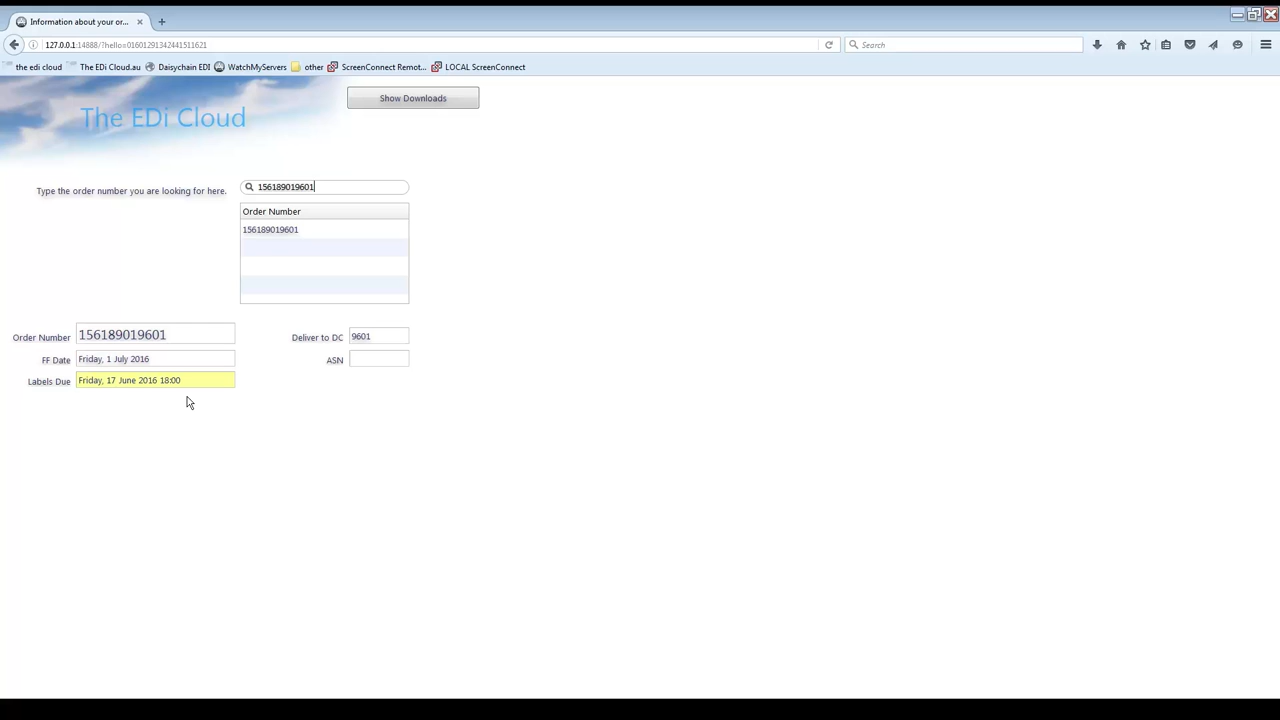 Information about your or...
127.0.0.1:14888/?hello=01601291342441511621
Search
the edi cloud The EDi Cloud.au Daisychain EDI WatchMyServers other ScreenConnect Remot... LOCAL ScreenConnect
Show Downloads
The EDi Cloud
Type the order number you are looking for here. 156189019601
Order Number
156189019601
Order Number 156189019601 Deliver to DC 9601
FF Date Friday, 1 July 2016 ASN
Labels Due Friday, 17 June 2016 18:00